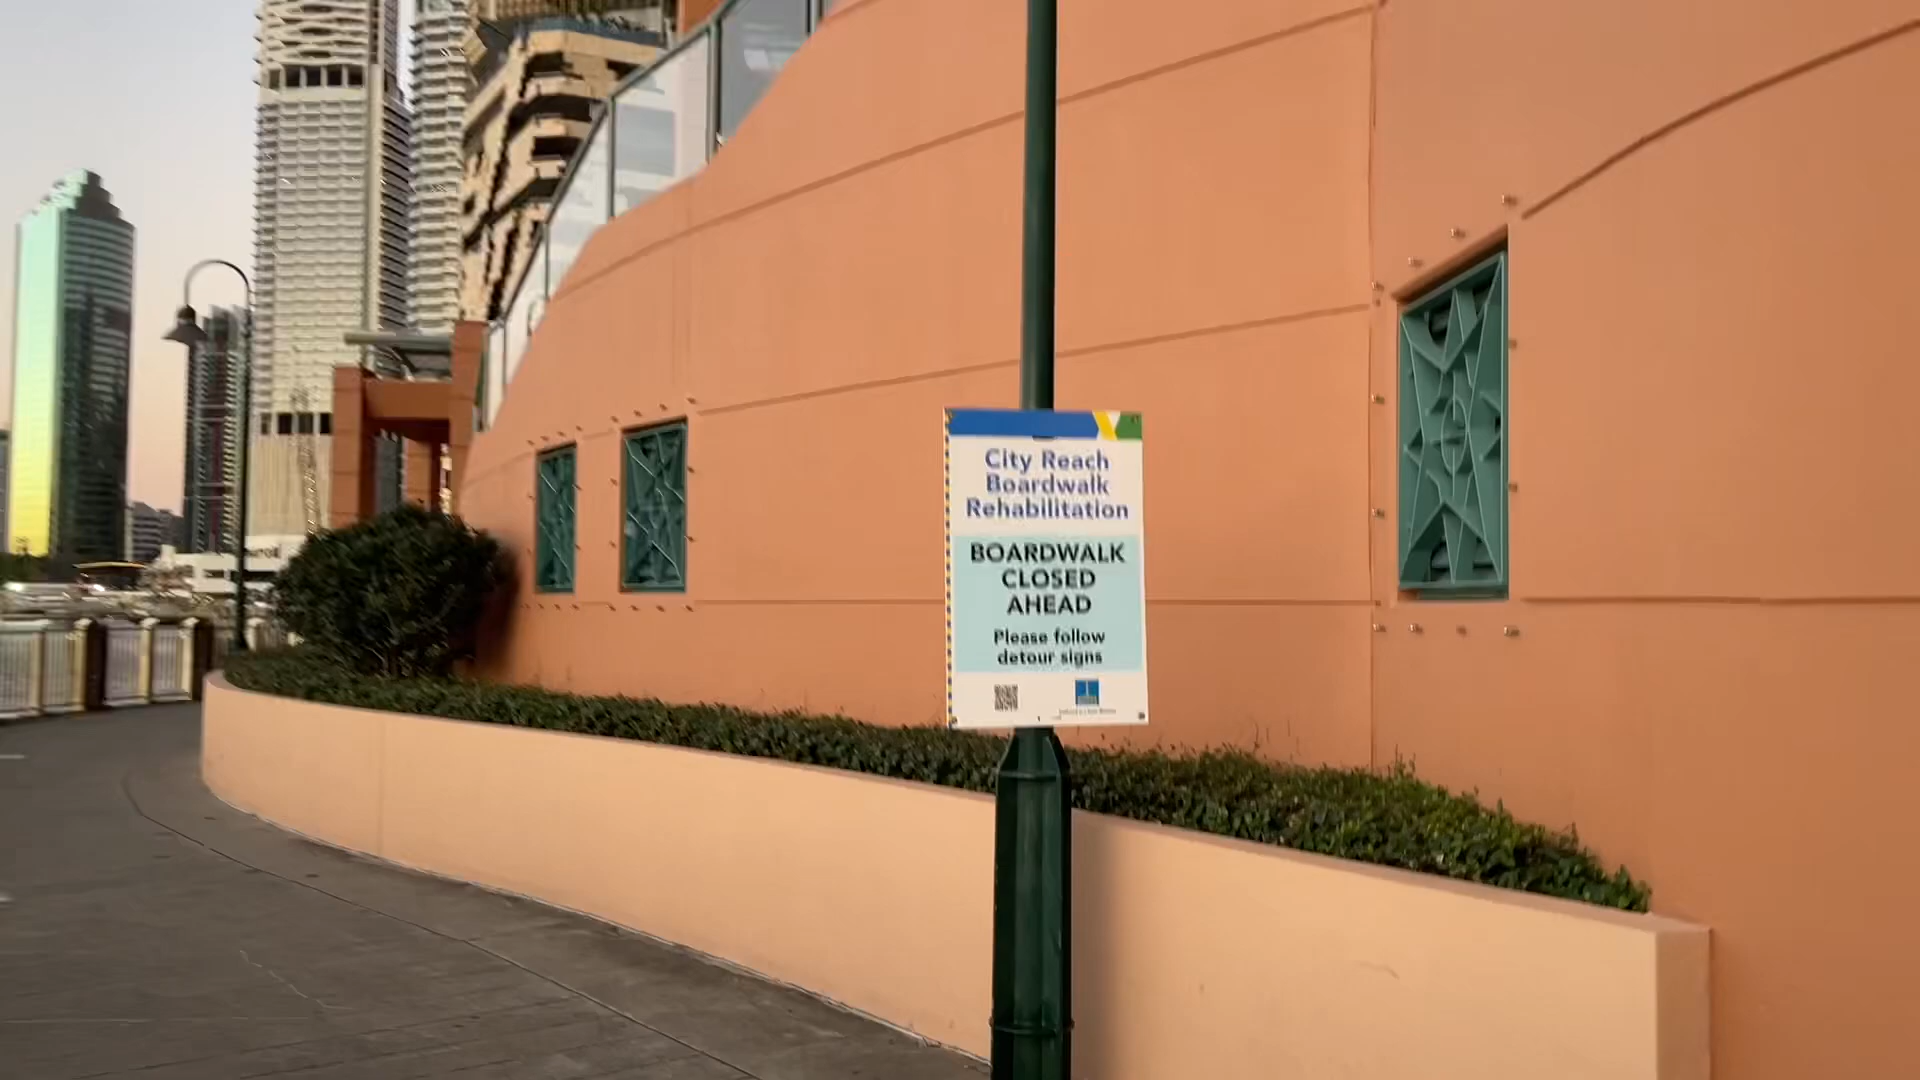 City Reach
Boardwalk
Rehabilitation
BOARDWALK
CLOSED
AHEAD
Please follow
detour signs